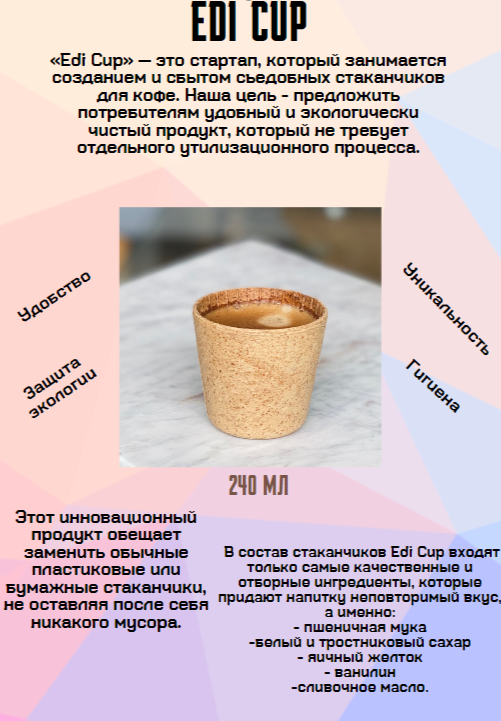 EDI CUP
«Edi Cup» — это стартап, который занимается
созданием и сбытом сьедобных стаканчиков
для кофе. Наша цель - предложить
потребителям удобный и экологически
чистый продукт, который не требует
отдельного утилизационного процесса.
Удобство
Уникальность
Защита
экологии
Гигиена
240 МЛ
Этот инновационный
продукт обещает
заменить обычные
пластиковые или
бумажные стаканчики,
не оставляя после себя
никакого мусора.
В состав стаканчиков Edi Cup входят
только самые качественные и
отборные ингредиенты, которые
придают напитку неповторимый вкус,
а именно:
- пшеничная мука
-белый и тростниковый сахар
- яичный желток
- ванилин
-сливочное масло.